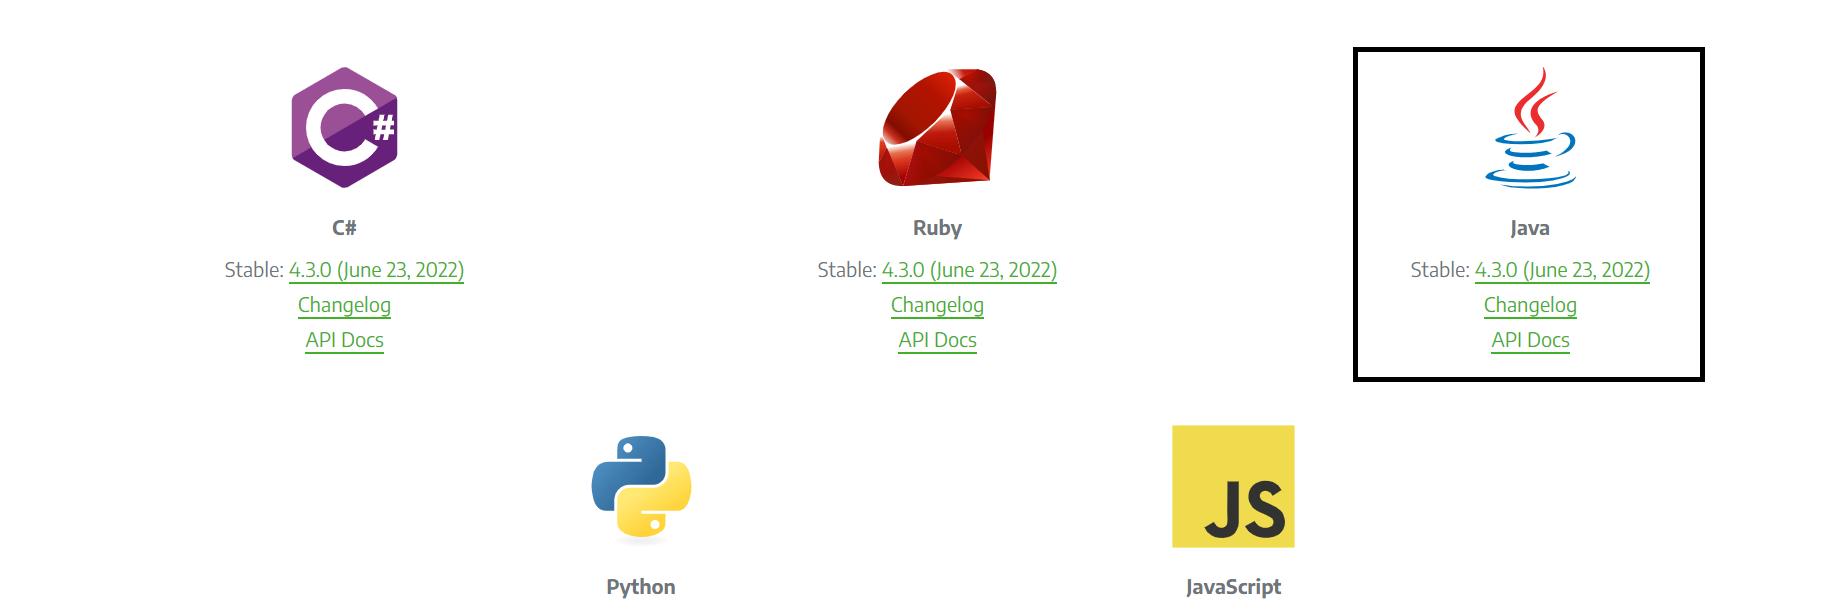 C#
Ruby
Java
Stable: 4.3.0 (June 23, 2022)
Stable: 4.3.0 (June 23, 2022)
Stable: 4.3.0 (June 23, 2022)
Changelog
Changelog
Changelog
API Docs
API Docs
API Docs
JS
Python
JavaScript